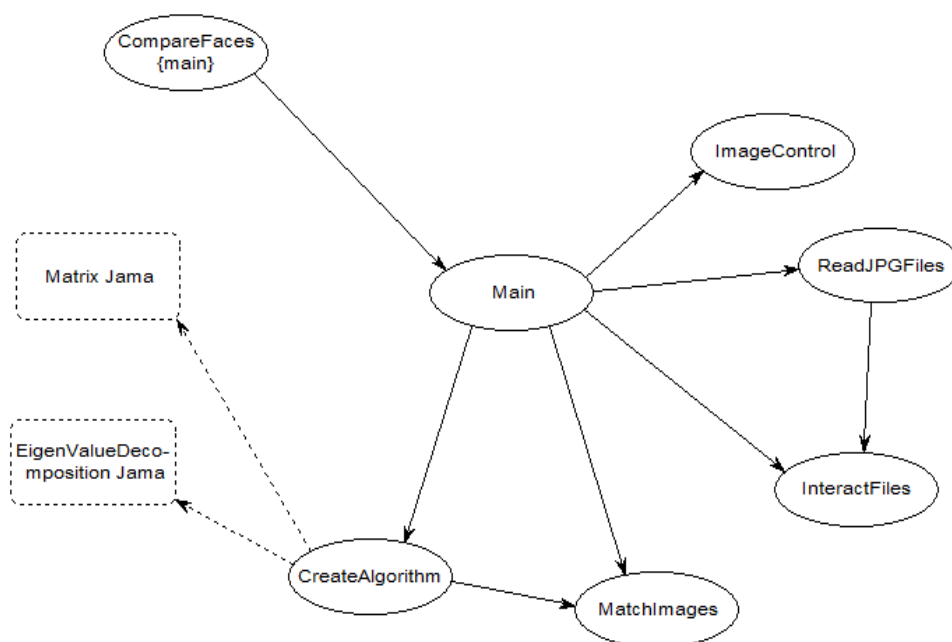 CompareFaces
{main}
ImageControl
Matrix Jama
Main
ReadJPGFiles
EigenValueDeco-
mposition Jama
InteractFiles
CreateAlgorithm
MatchImages